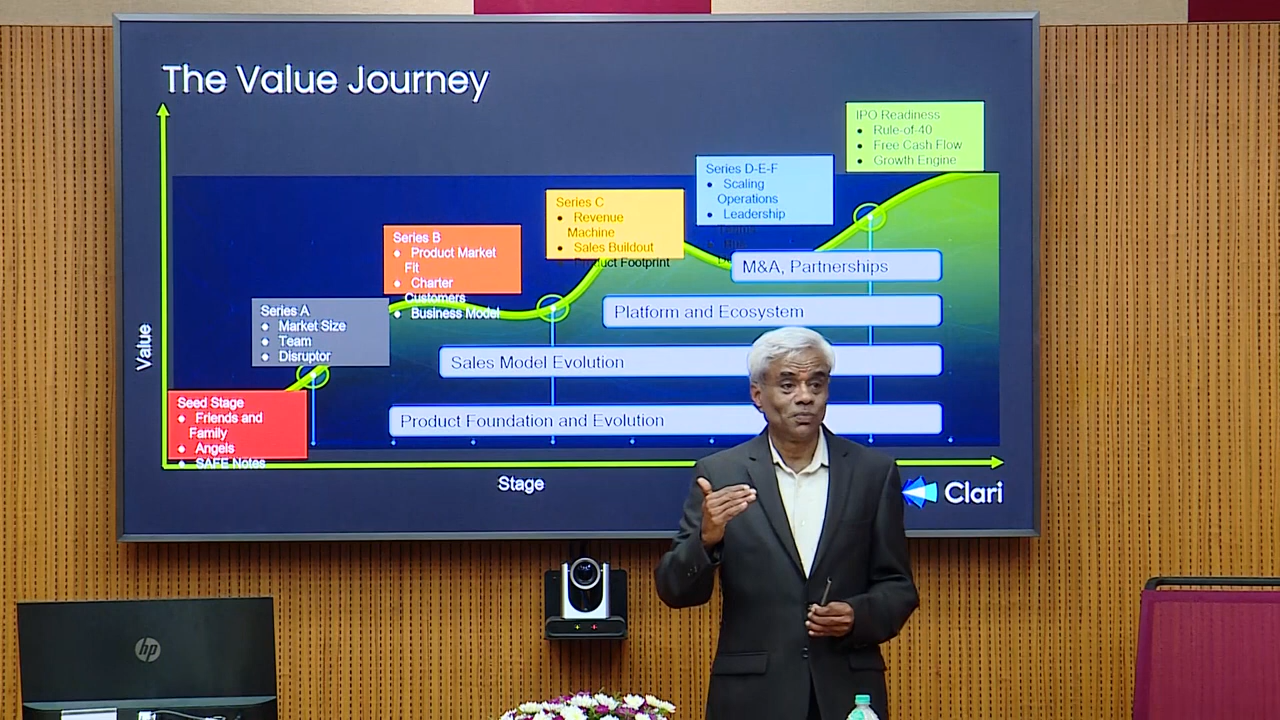 The Value Journey
IPO Readiness
Rule-of-40
Free Cash Flow
Growth Engine
Series D-E-F
Scaling
Operations
Leadership
Series C
Revenue
Machine
Sales Buildout
Product Footprint
Series B
Product Market
Fit
Charter
Customers
Business Model
Series A
Market Size
Team
Disruptor
Seed Stage
Friends and
Family
Angels
SAFE Notes
M&A, Partnerships
Platform and Ecosystem
Sales Model Evolution
Product Foundation and Evolution
Value
Stage
Clari
hp